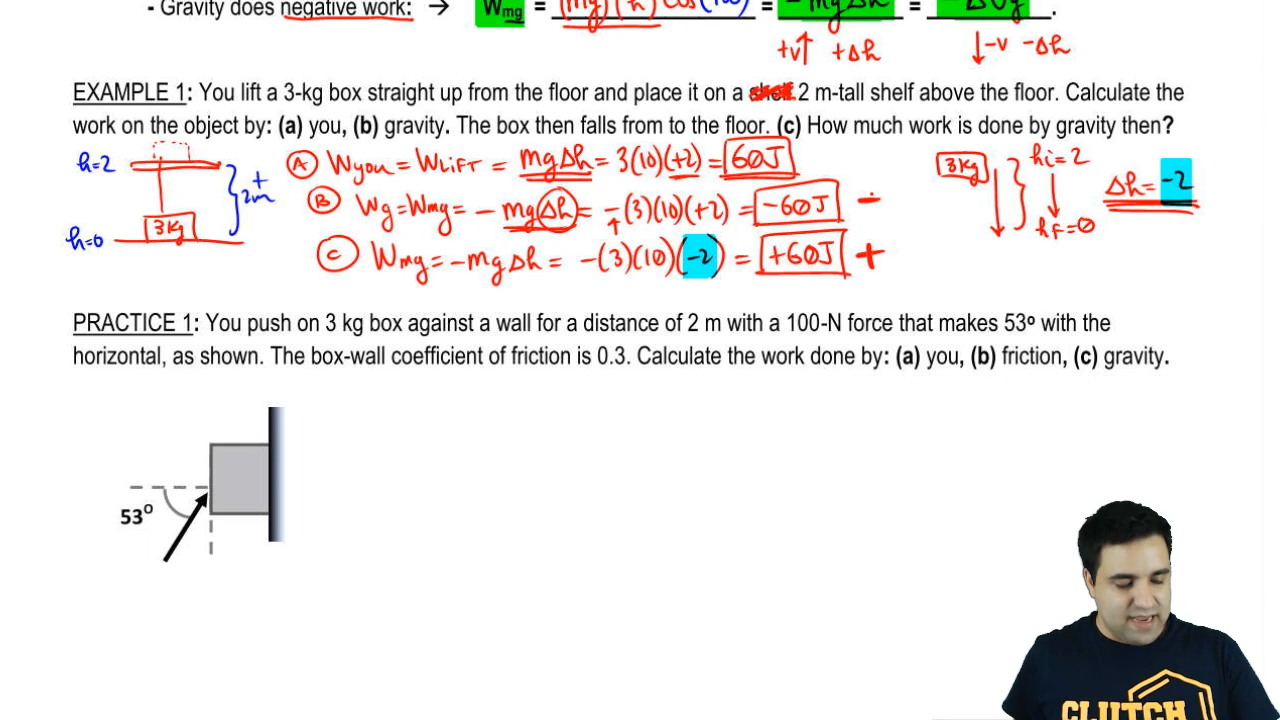 - Gravity does negative work: → Wmg = (mg)(h) cos(180) = - mg Δh = - ΔUg .
+v↑ +Δh ↓-v -Δh
EXAMPLE 1: You lift a 3-kg box straight up from the floor and place it on a 2 m-tall shelf above the floor. Calculate the
work on the object by: (a) you, (b) gravity. The box then falls from to the floor. (c) How much work is done by gravity then?
h=2 + 2m 3kg h=0
(A) Wyou = WLIFT = mgΔh = 3(10)(+2) = 60J
(B) Wg = Wmg = - mgΔh = -(3)(10)(+2) = -60J -
(C) Wmg = -mgΔh = -(3)(10)(-2) = +60J +
3kg hi=2 hf=0 Δh = -2
PRACTICE 1: You push on 3 kg box against a wall for a distance of 2 m with a 100-N force that makes 53º with the
horizontal, as shown. The box-wall coefficient of friction is 0.3. Calculate the work done by: (a) you, (b) friction, (c) gravity.
53º
CLUTCH